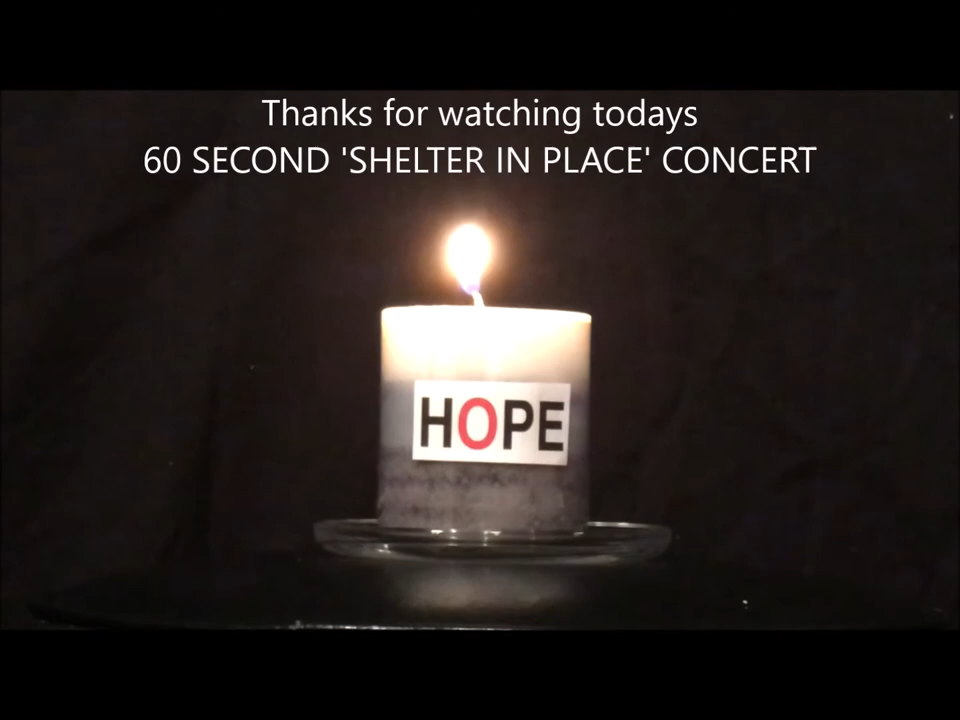 Thanks for watching todays
60 SECOND 'SHELTER IN PLACE' CONCERT
HOPE